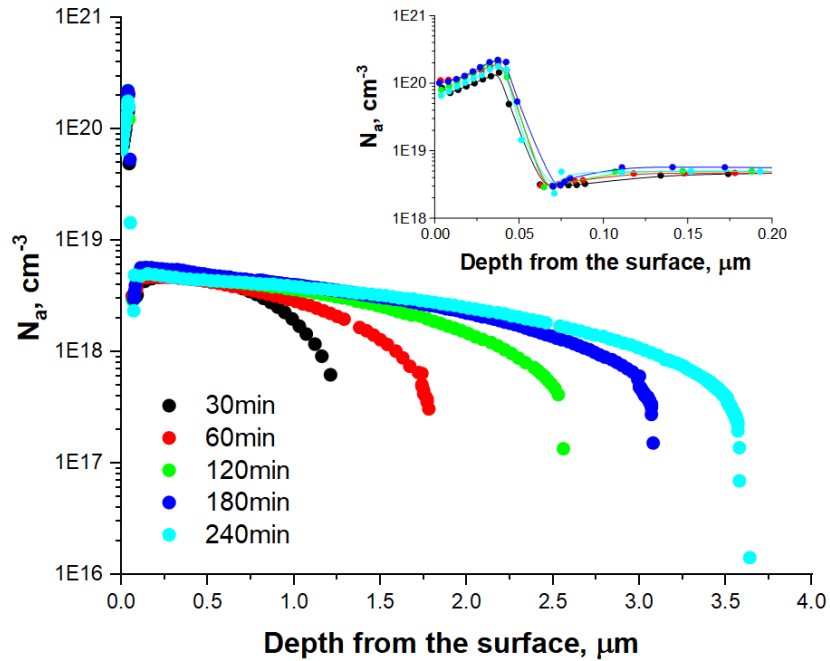 1E21
1E20
1E19
1E18
1E17
1E16
Nₐ, cm⁻³
0.0 0.5 1.0 1.5 2.0 2.5 3.0 3.5 4.0
Depth from the surface, μm
30min
60min
120min
180min
240min
1E21
1E20
1E19
1E18
Nₐ, cm⁻³
0.00 0.05 0.10 0.15 0.20
Depth from the surface, μm